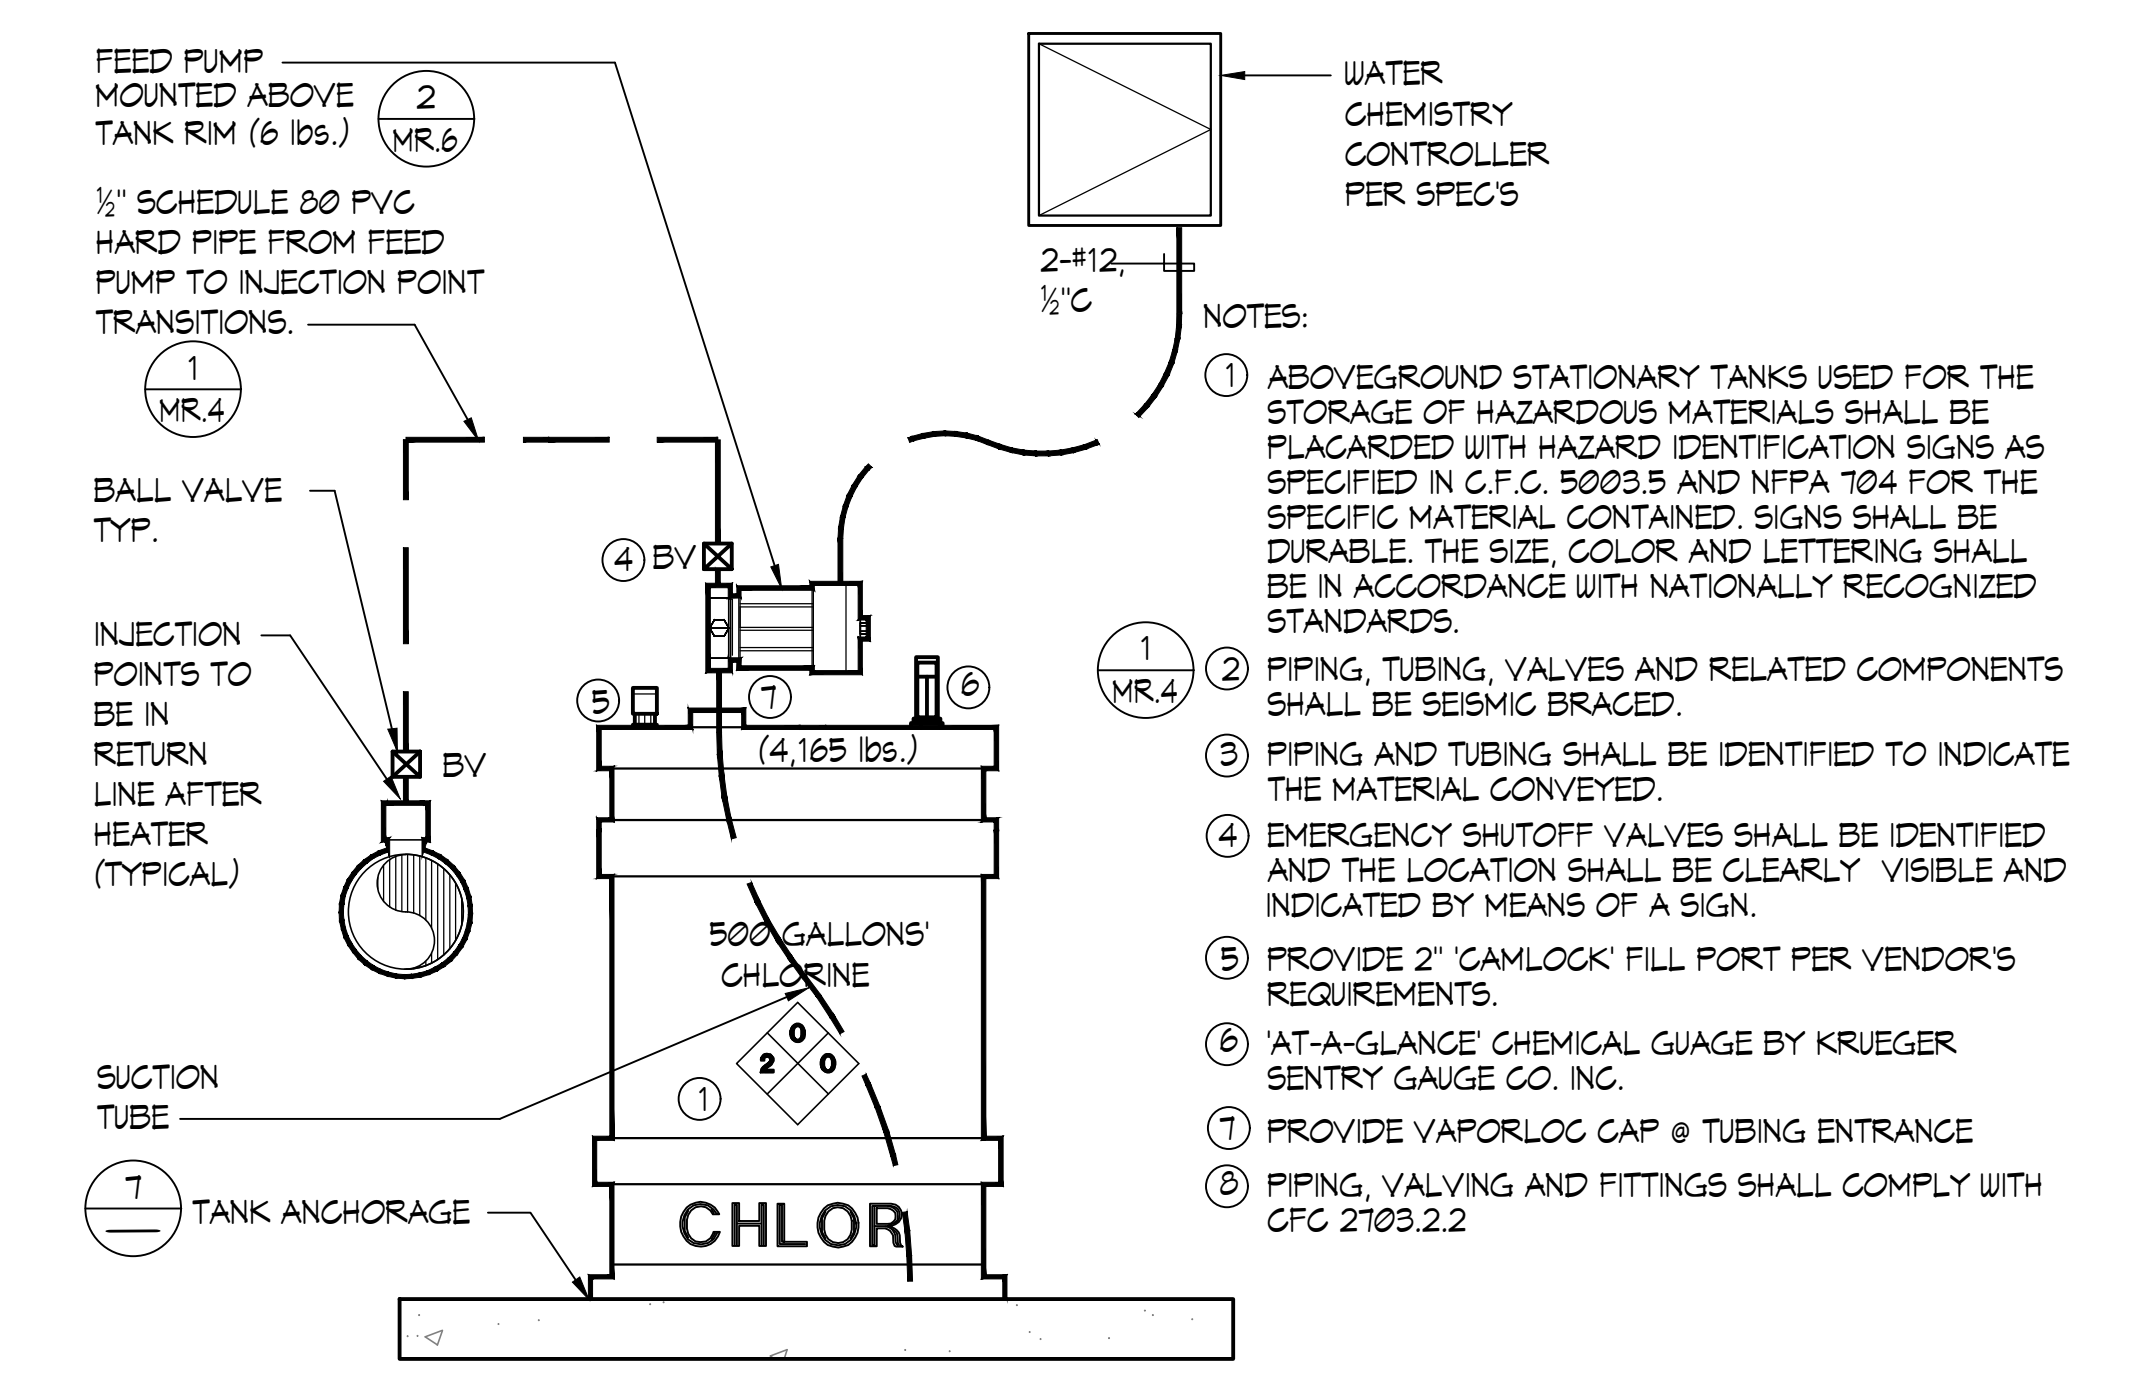 FEED PUMP
MOUNTED ABOVE
TANK RIM (6 lbs.)
2
MR.6
½" SCHEDULE 80 PVC
HARD PIPE FROM FEED
PUMP TO INJECTION POINT
TRANSITIONS.
1
MR.4
BALL VALVE
TYP.
INJECTION
POINTS TO
BE IN
RETURN
LINE AFTER
HEATER
(TYPICAL)
BV
SUCTION
TUBE
7
TANK ANCHORAGE
4 BV
5
7
6
(4,165 lbs.)
500 GALLONS'
CHLORINE
0
2 0
1
CHLOR
WATER
CHEMISTRY
CONTROLLER
PER SPEC'S
2-#12,
½"C
NOTES:
1 ABOVEGROUND STATIONARY TANKS USED FOR THE
STORAGE OF HAZARDOUS MATERIALS SHALL BE
PLACARDED WITH HAZARD IDENTIFICATION SIGNS AS
SPECIFIED IN C.F.C. 5003.5 AND NFPA 704 FOR THE
SPECIFIC MATERIAL CONTAINED. SIGNS SHALL BE
DURABLE. THE SIZE, COLOR AND LETTERING SHALL
BE IN ACCORDANCE WITH NATIONALLY RECOGNIZED
STANDARDS.
1
MR.4
2 PIPING, TUBING, VALVES AND RELATED COMPONENTS
SHALL BE SEISMIC BRACED.
3 PIPING AND TUBING SHALL BE IDENTIFIED TO INDICATE
THE MATERIAL CONVEYED.
4 EMERGENCY SHUTOFF VALVES SHALL BE IDENTIFIED
AND THE LOCATION SHALL BE CLEARLY VISIBLE AND
INDICATED BY MEANS OF A SIGN.
5 PROVIDE 2" 'CAMLOCK' FILL PORT PER VENDOR'S
REQUIREMENTS.
6 'AT-A-GLANCE' CHEMICAL GUAGE BY KRUEGER
SENTRY GAUGE CO. INC.
7 PROVIDE VAPORLOC CAP @ TUBING ENTRANCE
8 PIPING, VALVING AND FITTINGS SHALL COMPLY WITH
CFC 2703.2.2